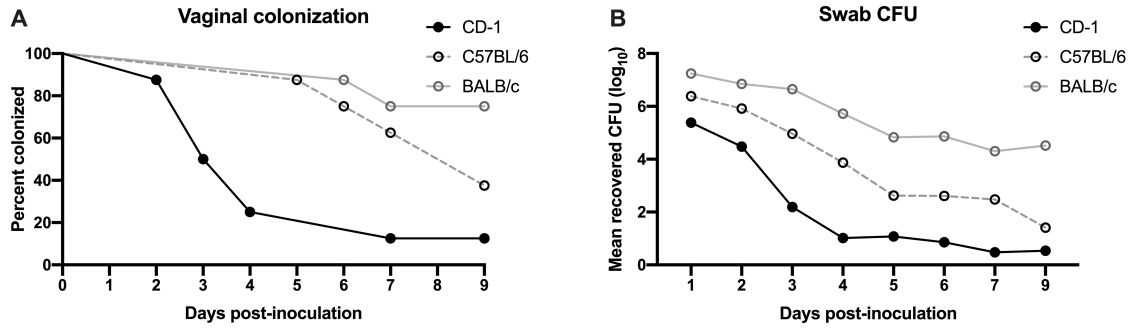 A
Vaginal colonization
CD-1
C57BL/6
BALB/c
Percent colonized
100
80
60
40
20
0
0 1 2 3 4 5 6 7 8 9
Days post-inoculation
B
Swab CFU
CD-1
C57BL/6
BALB/c
Mean recovered CFU (log10)
8
6
4
2
0
1 2 3 4 5 6 7 8 9
Days post-inoculation